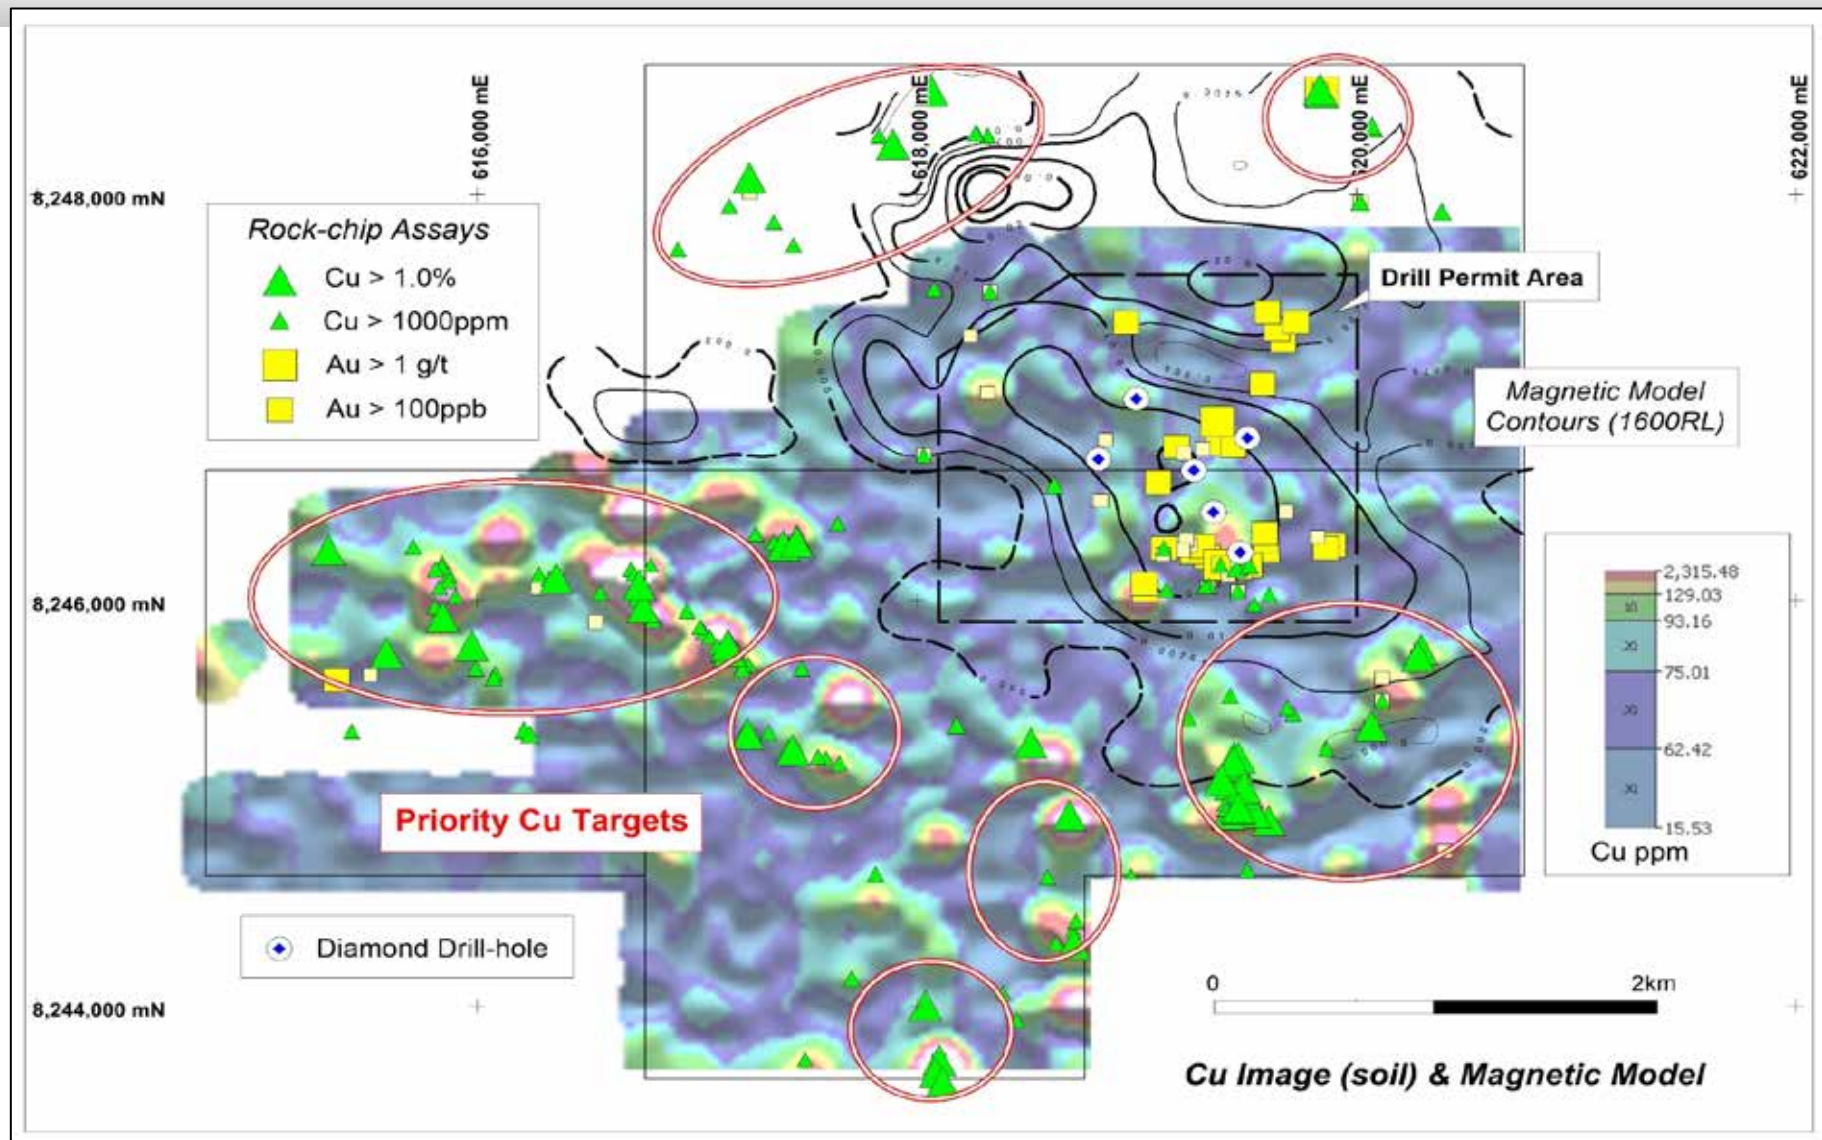 616,000 mE
618,000 mE
620,000 mE
622,000 mE
8,248,000 mN
Rock-chip Assays
Cu > 1.0%
Cu > 1000ppm
Au > 1 g/t
Au > 100ppb
Drill Permit Area
Magnetic Model
Contours (1600RL)
8,246,000 mN
2,315.48
129.03
93.16
75.01
62.42
15.53
Cu ppm
Priority Cu Targets
Diamond Drill-hole
8,244,000 mN
0 2km
Cu Image (soil) & Magnetic Model